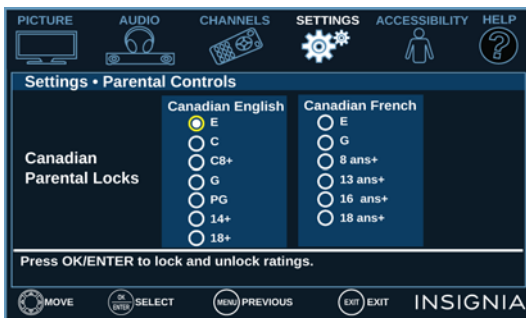 PICTURE AUDIO CHANNELS SETTINGS ACCESSIBILITY HELP
?
Settings • Parental Controls
Canadian English
E
C
C8+
G
PG
14+
18+
Canadian French
E
G
8 ans+
13 ans+
16 ans+
18 ans+
Canadian
Parental Locks
Press OK/ENTER to lock and unlock ratings.
MOVE OK ENTER SELECT MENU PREVIOUS EXIT EXIT INSIGNIA